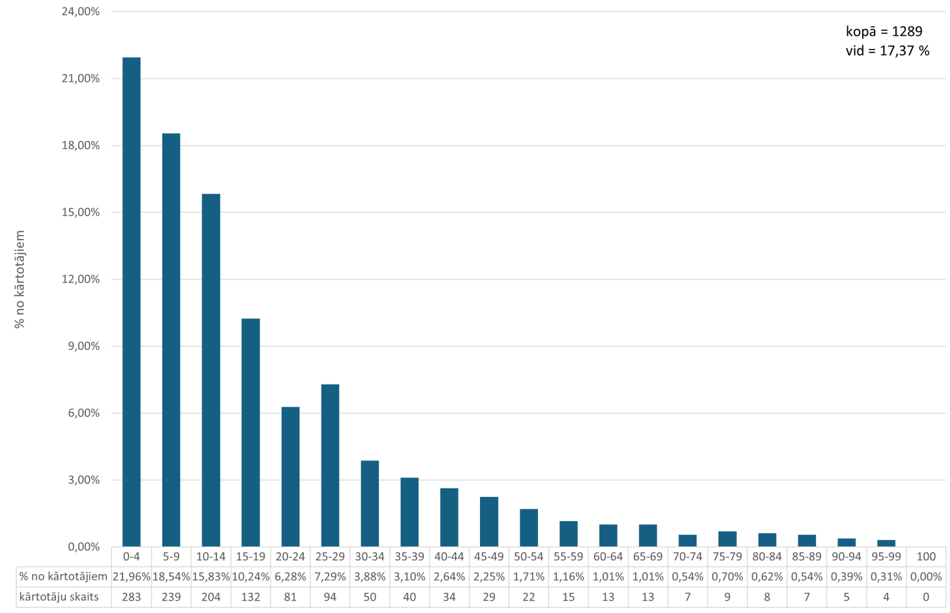 24,00%
kopā = 1289
vid = 17,37 %
21,00%
18,00%
15,00%
12,00%
9,00%
6,00%
3,00%
0,00%
% no kārtotājiem
0-4 5-9 10-14 15-19 20-24 25-29 30-34 35-39 40-44 45-49 50-54 55-59 60-64 65-69 70-74 75-79 80-84 85-89 90-94 95-99 100
% no kārtotājiem 21,96% 18,54% 15,83% 10,24% 6,28% 7,29% 3,88% 3,10% 2,64% 2,25% 1,71% 1,16% 1,01% 1,01% 0,54% 0,70% 0,62% 0,54% 0,39% 0,31% 0,00%
kārtotāju skaits 283 239 204 132 81 94 50 40 34 29 22 15 13 13 7 9 8 7 5 4 0